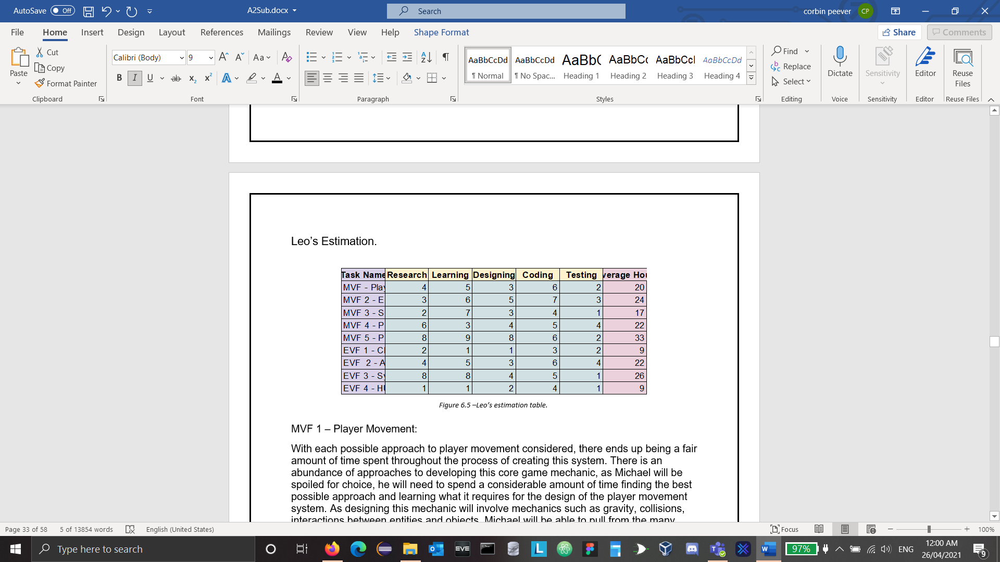 AutoSave Off A2Sub.docx Search corbin peever CP
File Home Insert Design Layout References Mailings Review View Help Shape Format Share Comments
Paste Cut Copy Format Painter Clipboard
Calibri (Body) 9 Font
Paragraph
AaBbCcDd AaBbCcDd AaBbC AaBbCc AaBbCcl AaBbCcDd
¶ Normal ¶ No Spac... Heading 1 Heading 2 Heading 3 Heading 4
Styles
Find Replace Select Editing
Dictate Voice
Sensitivity Sensitivity
Editor Editor
Reuse Files Reuse Files
Leo’s Estimation.
Task Name Research Learning Designing Coding Testing verage Hou
MVF - Play 4 5 3 6 2 20
MVF 2 - E 3 6 5 7 3 24
MVF 3 - S 2 7 3 4 1 17
MVF 4 - P 6 3 4 5 4 22
MVF 5 - P 8 9 8 6 2 33
EVF 1 - Cl 2 1 1 3 2 9
EVF 2 - A 4 5 3 6 4 22
EVF 3 - Sy 8 8 4 5 1 26
EVF 4 - HU 1 1 2 4 1 9
Figure 6.5 –Leo’s estimation table.
MVF 1 – Player Movement:
With each possible approach to player movement considered, there ends up being a fair
amount of time spent throughout the process of creating this system. There is an
abundance of approaches to developing this core game mechanic, as Michael will be
spoiled for choice, he will need to spend a considerable amount of time finding the best
possible approach and learning what it requires for the design of the player movement
system. As designing this mechanic will involve mechanics such as gravity, collisions,
interactions between entities and objects. Michael will be able to pull from the many
Page 33 of 58 5 of 13854 words English (United States) Focus 100%
Type here to search 97% ENG 12:00 AM
26/04/2021 9